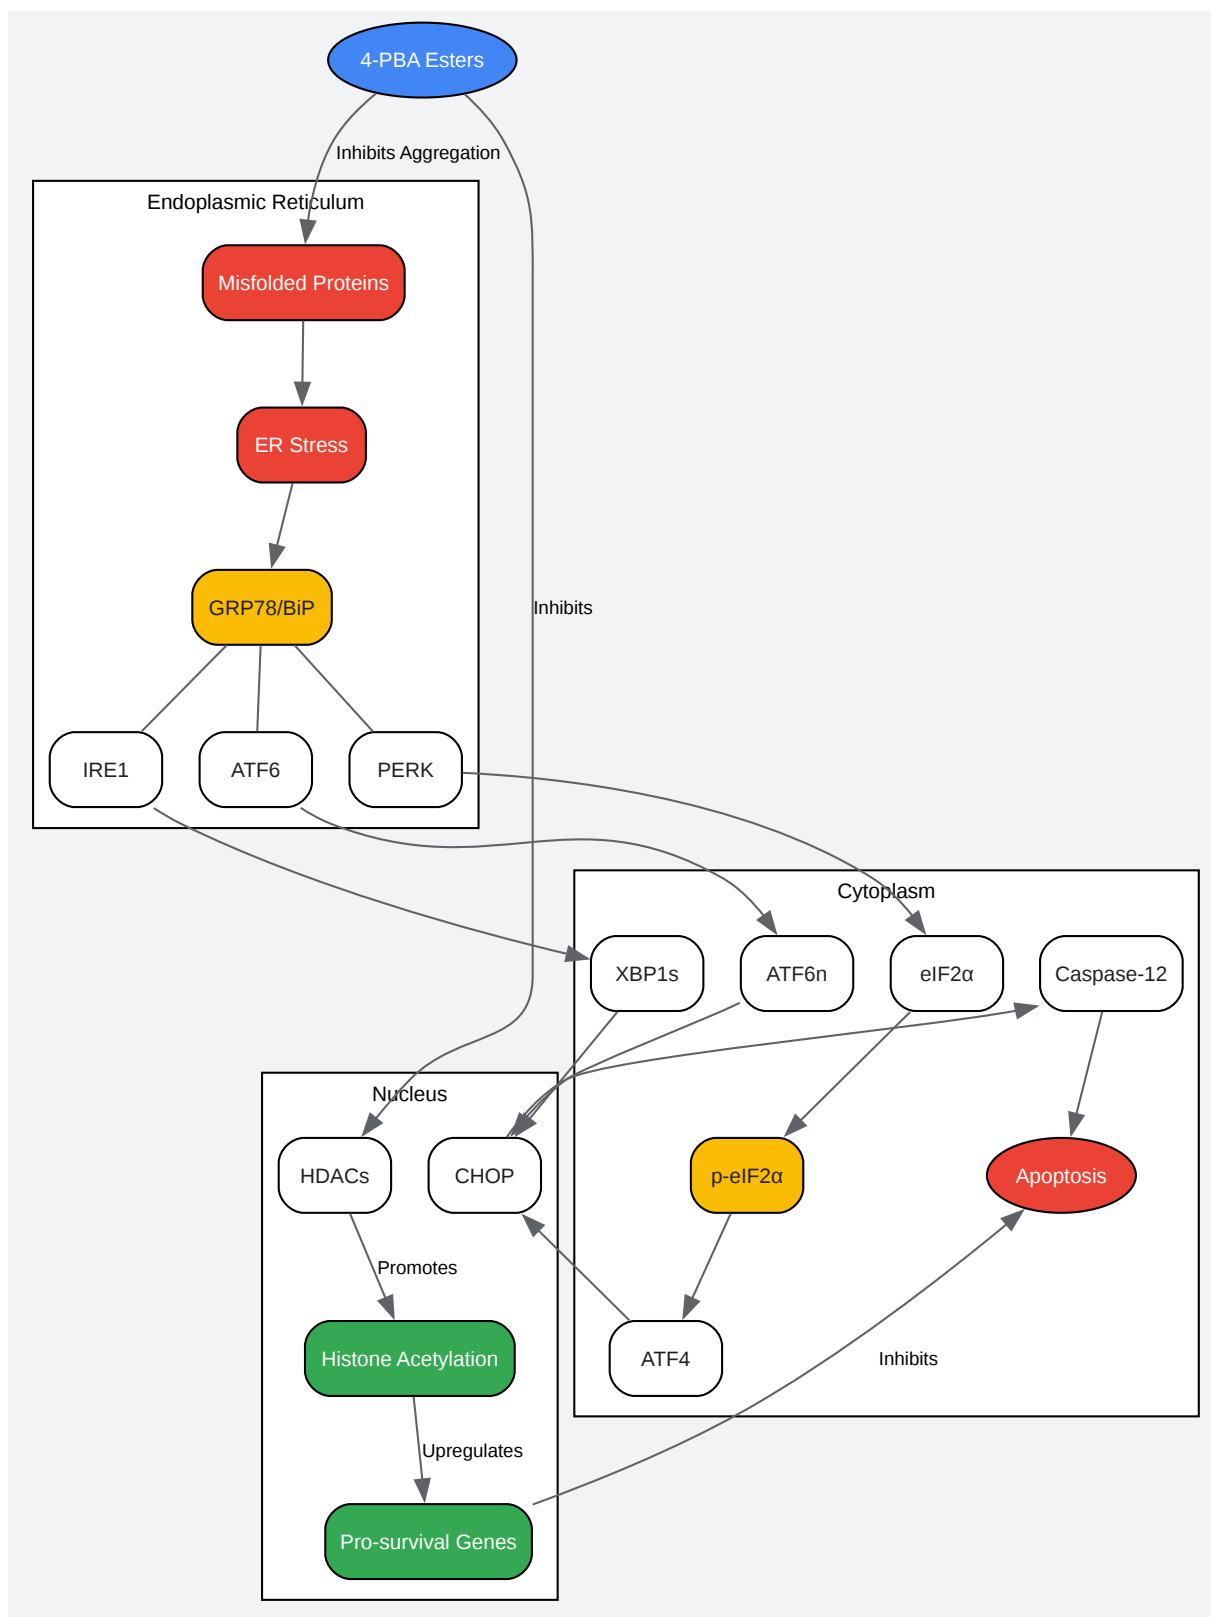 4-PBA Esters
Inhibits Aggregation
Endoplasmic Reticulum
Misfolded Proteins
ER Stress
GRP78/BiP
Inhibits
IRE1
ATF6
PERK
Cytoplasm
XBP1s
ATF6n
eIF2α
Caspase-12
Nucleus
HDACs
CHOP
p-eIF2α
Apoptosis
Promotes
Histone Acetylation
ATF4
Inhibits
Upregulates
Pro-survival Genes